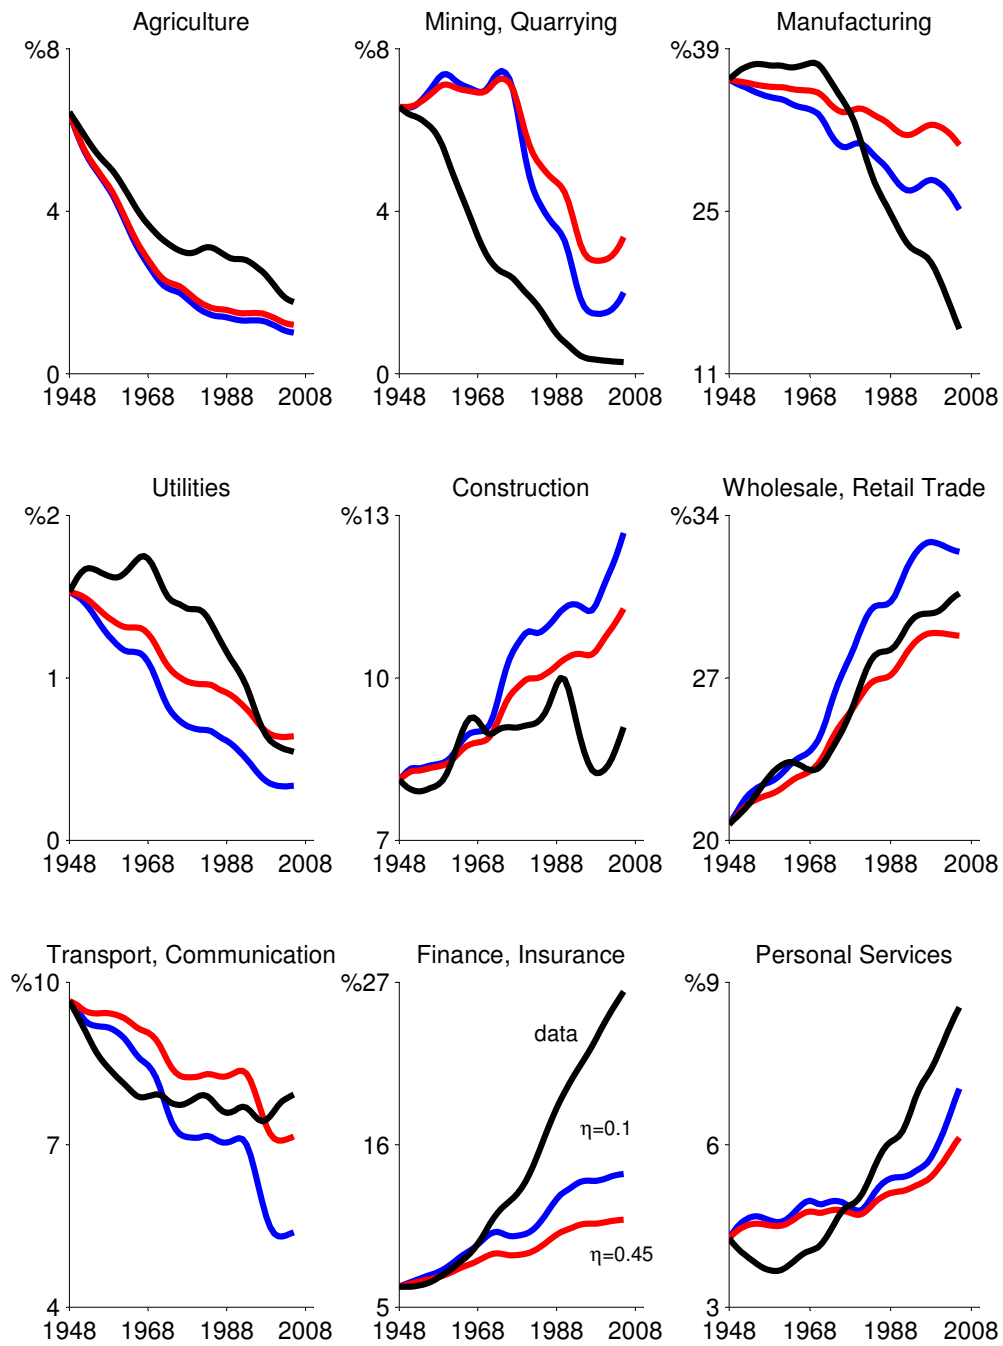 Agriculture
Mining, Quarrying
Manufacturing
%8
%8
%39
4
4
25
0
0
11
1948 1968 1988 2008
1948 1968 1988 2008
1948 1968 1988 2008
Utilities
Construction
Wholesale, Retail Trade
%2
%13
%34
1
10
27
0
7
20
1948 1968 1988 2008
1948 1968 1988 2008
1948 1968 1988 2008
Transport, Communication
Finance, Insurance
Personal Services
%10
%27
%9
data
η=0.1
7
16
6
η=0.45
4
5
3
1948 1968 1988 2008
1948 1968 1988 2008
1948 1968 1988 2008